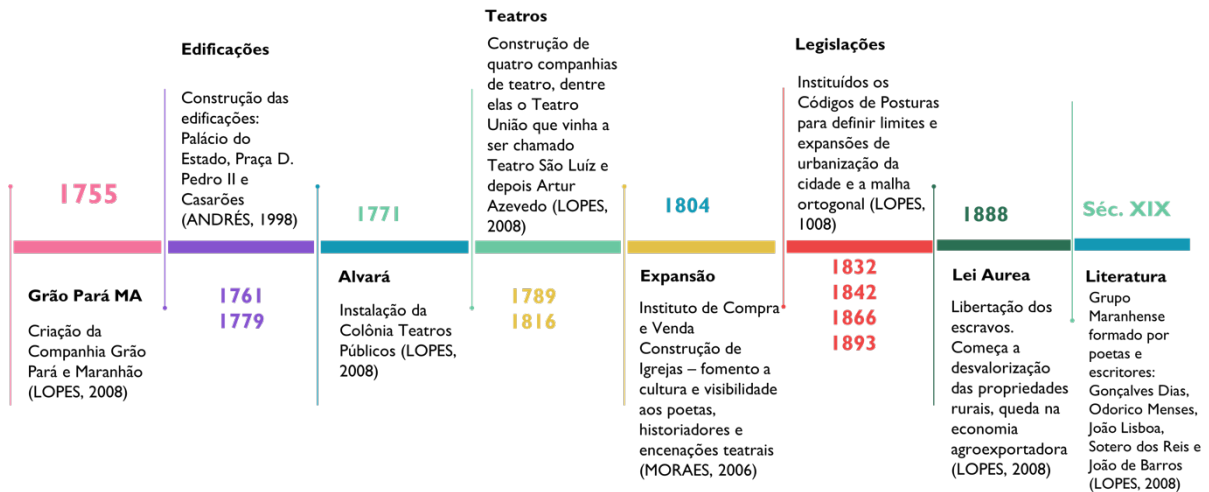 1755
Grão Pará MA
Criação da
Companhia Grão
Pará e Maranhão
(LOPES, 2008)
Edificações
Construção das
edificações:
Palácio do
Estado, Praça D.
Pedro II e
Casarões
(ANDRÉS, 1998)
1761
1779
1771
Alvará
Instalação da
Colônia Teatros
Públicos (LOPES,
2008)
Teatros
Construção de
quatro companhias
de teatro, dentre
elas o Teatro
União que vinha a
ser chamado
Teatro São Luíz e
depois Artur
Azevedo (LOPES,
2008)
1789
1816
1804
Expansão
Instituto de Compra
e Venda
Construção de
Igrejas – fomento a
cultura e visibilidade
aos poetas,
historiadores e
encenações teatrais
(MORAES, 2006)
Legislações
Instituídos os
Códigos de Posturas
para definir limites e
expansões de
urbanização da
cidade e a malha
ortogonal (LOPES,
1008)
1832
1842
1866
1893
1888
Lei Aurea
Libertação dos
escravos.
Começa a
desvalorização
das propriedades
rurais, queda na
economia
agroexportadora
(LOPES, 2008)
Séc. XIX
Literatura
Grupo
Maranhense
formado por
poetas e
escritores:
Gonçalves Dias,
Odorico Menses,
João Lisboa,
Sotero dos Reis e
João de Barros
(LOPES, 2008)